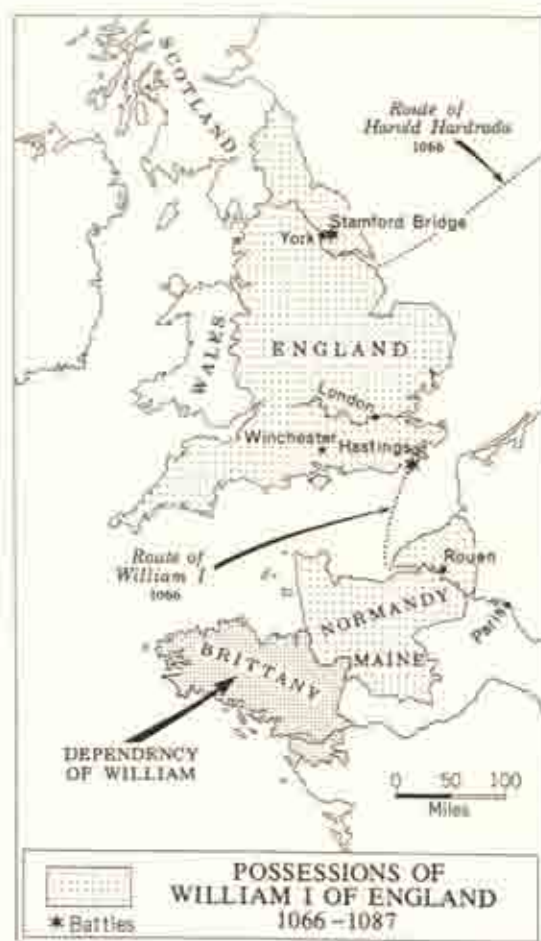 SCOTLAND
Route of
Harold Hardrada
1066
Stamford Bridge
York
WALES
ENGLAND
London
Winchester
Hastings
Route of
William I
1066
Rouen
NORMANDY
Paris
MAINE
BRITTANY
DEPENDENCY
OF WILLIAM
0 50 100
Miles
POSSESSIONS OF
WILLIAM I OF ENGLAND
1066–1087
Battles